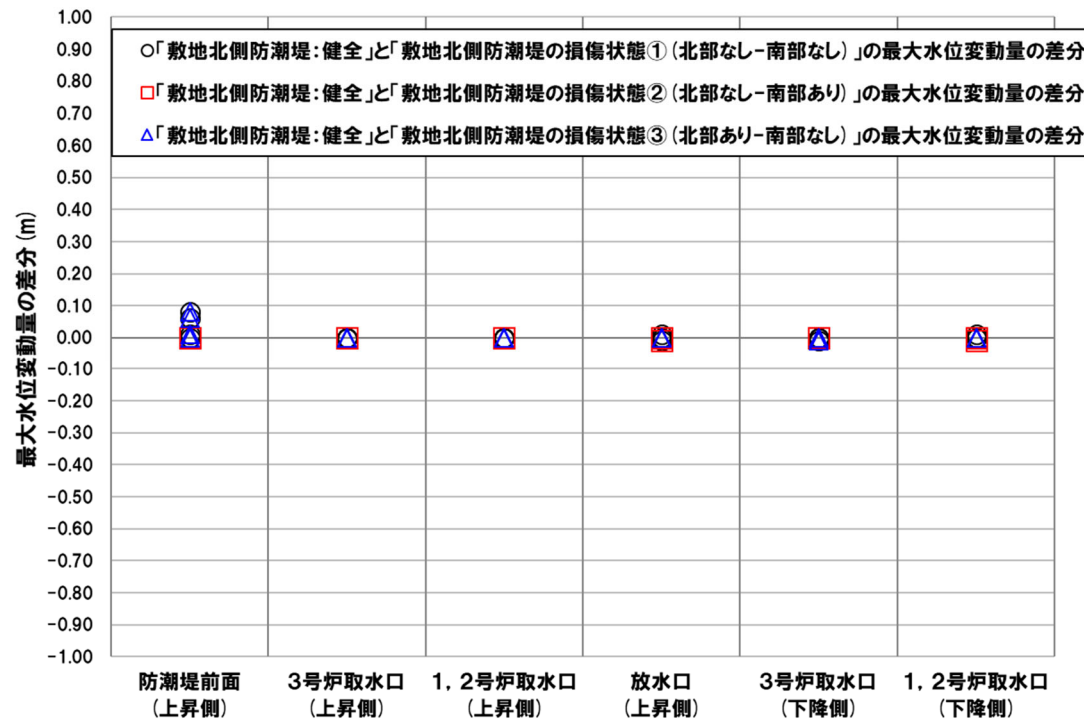 1.00
0.90
0.80
0.70
0.60
0.50
0.40
0.30
0.20
0.10
0.00
-0.10
-0.20
-0.30
-0.40
-0.50
-0.60
-0.70
-0.80
-0.90
-1.00
最大水位変動量の差分(m)
○「敷地北側防潮堤:健全」と「敷地北側防潮堤の損傷状態①(北部なし-南部なし)」の最大水位変動量の差分
□「敷地北側防潮堤:健全」と「敷地北側防潮堤の損傷状態②(北部なし-南部あり)」の最大水位変動量の差分
△「敷地北側防潮堤:健全」と「敷地北側防潮堤の損傷状態③(北部あり-南部なし)」の最大水位変動量の差分
防潮堤前面
(上昇側)
3号炉取水口
(上昇側)
1,2号炉取水口
(上昇側)
放水口
(上昇側)
3号炉取水口
(下降側)
1,2号炉取水口
(下降側)